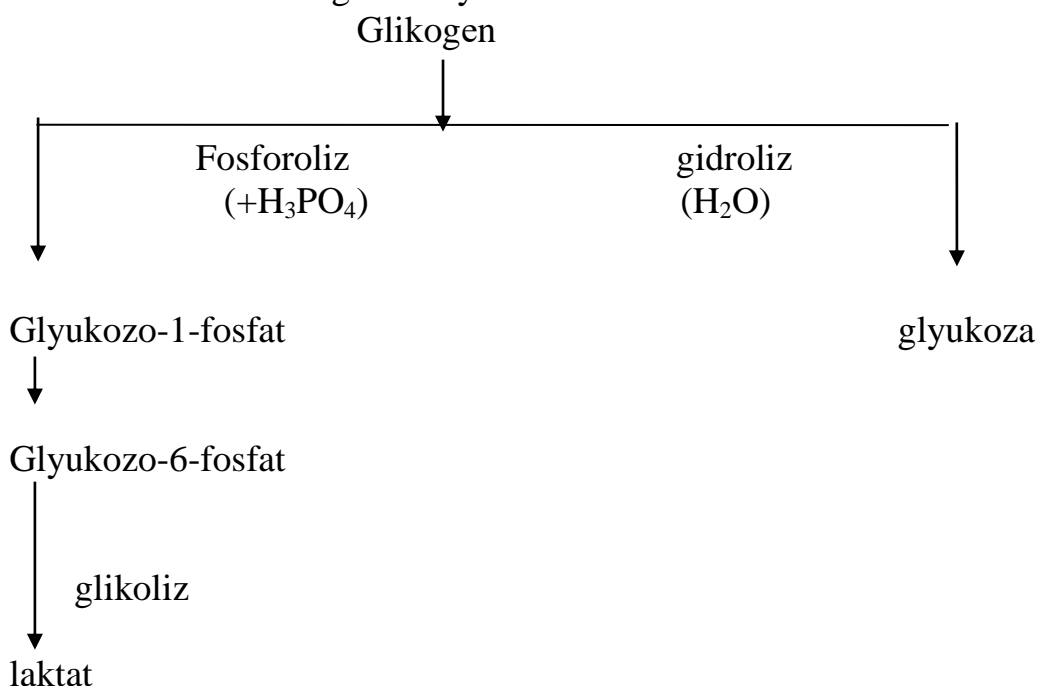 Glikogen
Fosforoliz gidroliz
(+H₃PO₄) (H₂O)
Glyukozo-1-fosfat glyukoza
Glyukozo-6-fosfat
glikoliz
laktat